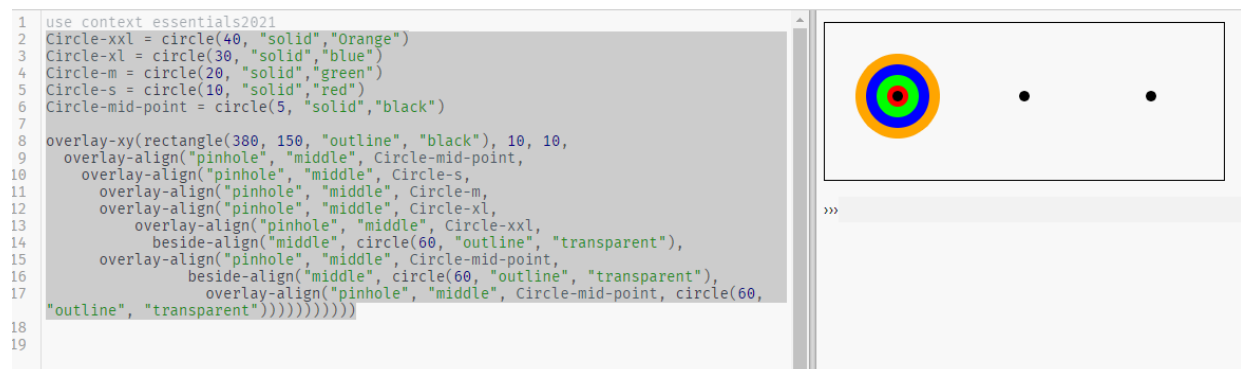 1 use context essentials2021
2 Circle-xxl = circle(40, "solid","Orange")
3 Circle-xl = circle(30, "solid","blue")
4 Circle-m = circle(20, "solid","green")
5 Circle-s = circle(10, "solid","red")
6 Circle-mid-point = circle(5, "solid","black")
7
8 overlay-xy(rectangle(380, 150, "outline", "black"), 10, 10,
9 overlay-align("pinhole", "middle", Circle-mid-point,
10 overlay-align("pinhole", "middle", Circle-s,
11 overlay-align("pinhole", "middle", Circle-m,
12 overlay-align("pinhole", "middle", Circle-xl,
13 overlay-align("pinhole", "middle", Circle-xxl,
14 beside-align("middle", circle(60, "outline", "transparent"),
15 overlay-align("pinhole", "middle", Circle-mid-point,
16 beside-align("middle", circle(60, "outline", "transparent"),
17 overlay-align("pinhole", "middle", Circle-mid-point, circle(60,
"outline", "transparent")))))))))))
18
19
›››